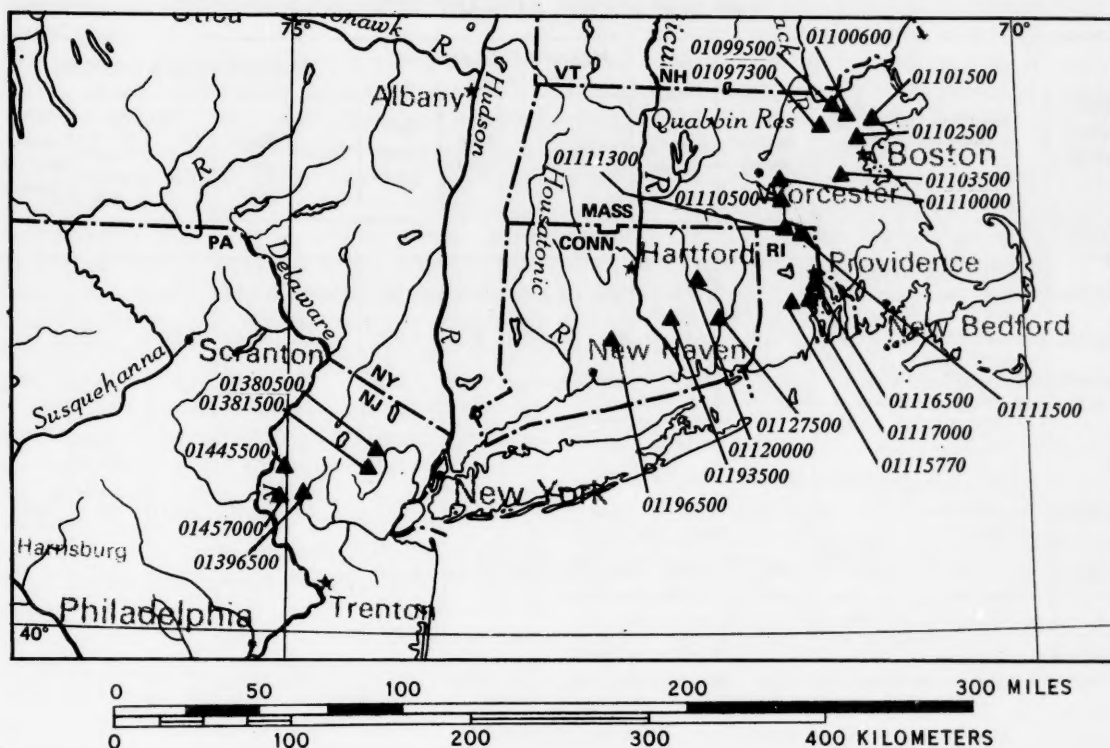 Utica
75°
Mohawk
R
icut
ack
R
01100600
70°
01099500
01097300
NH
VT
01101500
Albany
Hudson
R
Quabbin Res
01102500
Boston
01111300
R
01103500
01110500
Worcester
01110000
R
Housatonic
R
MASS
CONN
PA
Delaware
Hartford
RI
Providence
New Bedford
Scranton
Susquehanna
New Haven
01380500
01381500
NY
NJ
01116500
01111500
01127500
01117000
01120000
01115770
01445500
01193500
New York
01196500
01457000
01396500
Harrisburg
Philadelphia
Trenton
40°
0 50 100 200 300 MILES
0 100 200 300 400 KILOMETERS